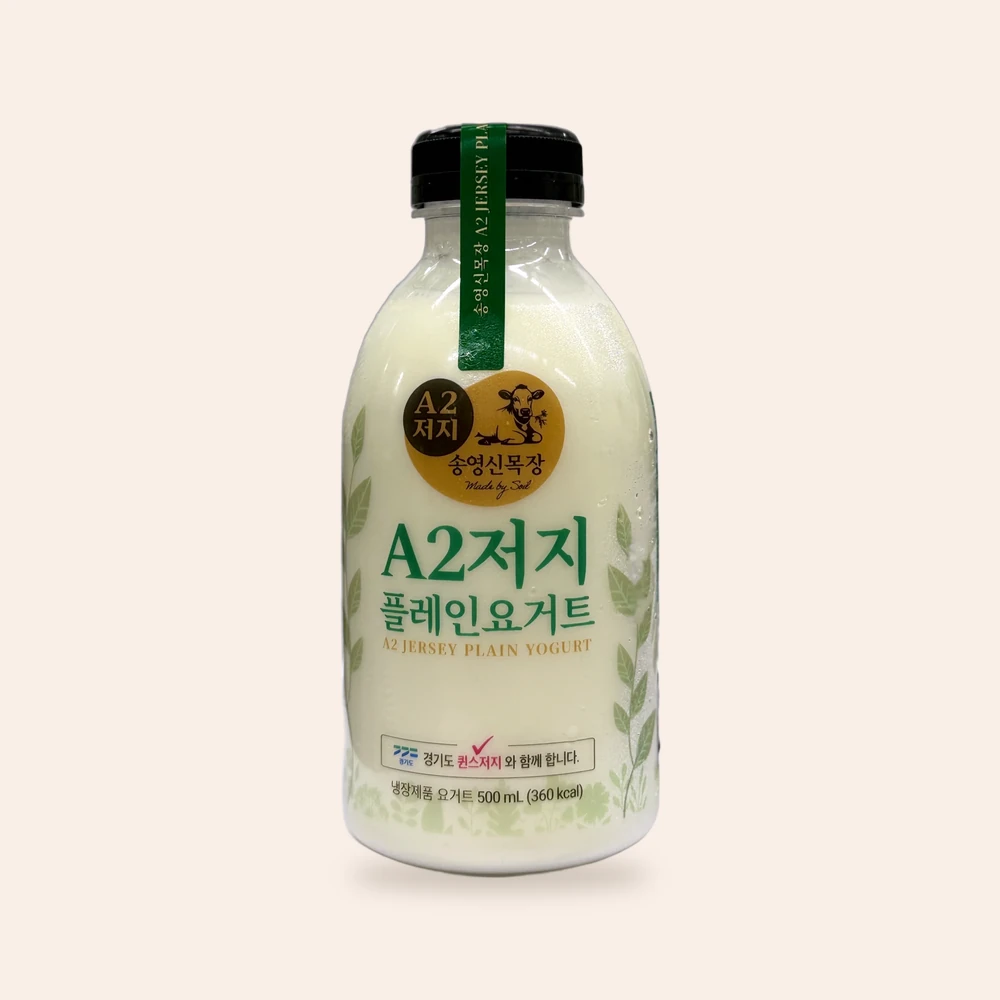 송영신목장 A2 JERSEY PLA
A2
저지
송영신목장
Made by Soil
A2저지
플레인요거트
A2 JERSEY PLAIN YOGURT
경기도
경기도 퀸스저지 와 함께 합니다.
냉장제품 요거트 500 mL (360 kcal)